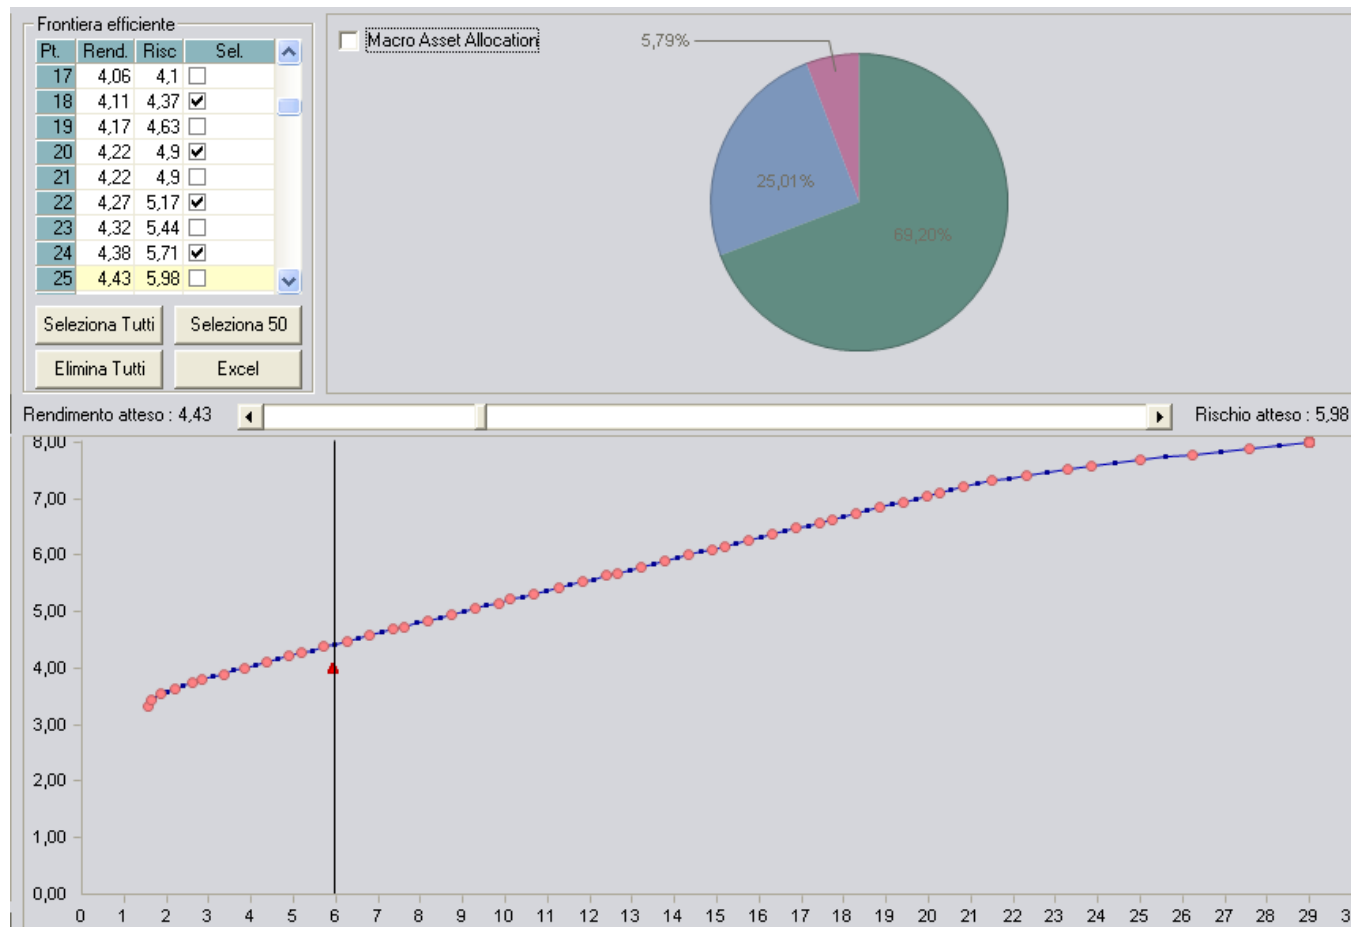 Frontiera efficiente
Pt. Rend. Risc Sel.
17 4,06 4,1
18 4,11 4,37
19 4,17 4,63
20 4,22 4,9
21 4,22 4,9
22 4,27 5,17
23 4,32 5,44
24 4,38 5,71
25 4,43 5,98
Seleziona Tutti Seleziona 50
Elimina Tutti Excel
Macro Asset Allocation
5,79%
25,01%
69,20%
Rendimento atteso : 4,43
Rischio atteso : 5,98
8,00
7,00
6,00
5,00
4,00
3,00
2,00
1,00
0,00
0 1 2 3 4 5 6 7 8 9 10 11 12 13 14 15 16 17 18 19 20 21 22 23 24 25 26 27 28 29 3